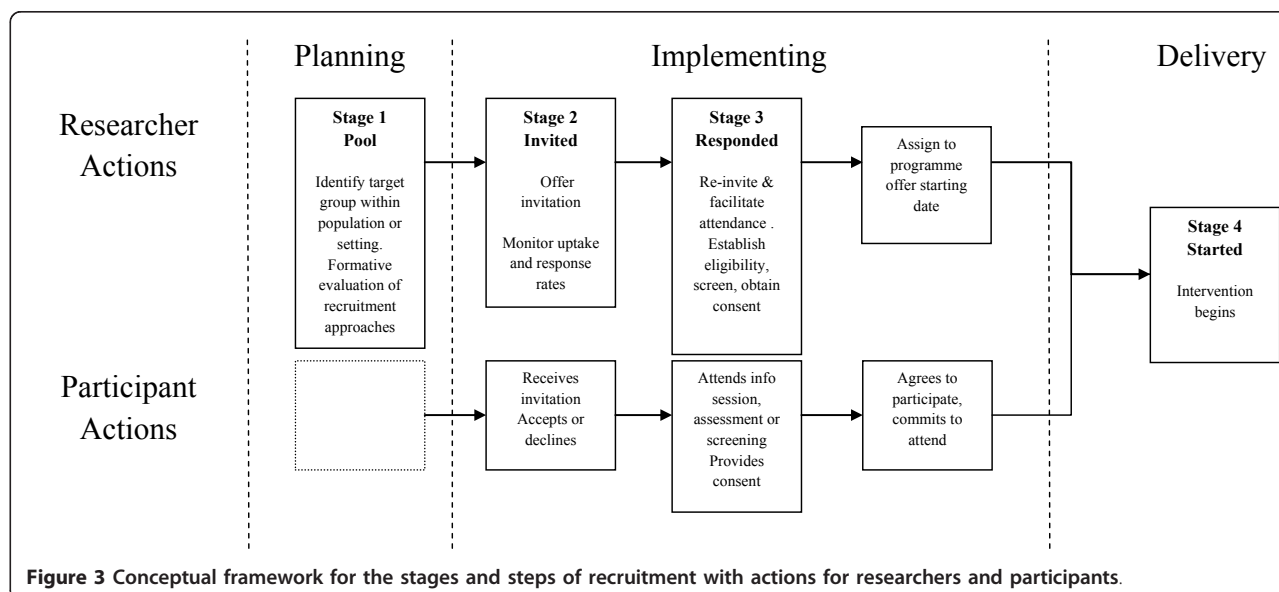 Planning
Implementing
Delivery
Researcher
Actions
Stage 1
Pool
Identify target
group within
population or
setting.
Formative
evaluation of
recruitment
approaches
Stage 2
Invited
Offer
invitation
Monitor uptake
and response
rates
Stage 3
Responded
Re-invite &
facilitate
attendance .
Establish
eligibility,
screen, obtain
consent
Assign to
programme
offer starting
date
Stage 4
Started
Intervention
begins
Participant
Actions
Receives
invitation
Accepts or
declines
Attends info
session,
assessment or
screening
Provides
consent
Agrees to
participate,
commits to
attend
Figure 3 Conceptual framework for the stages and steps of recruitment with actions for researchers and participants.